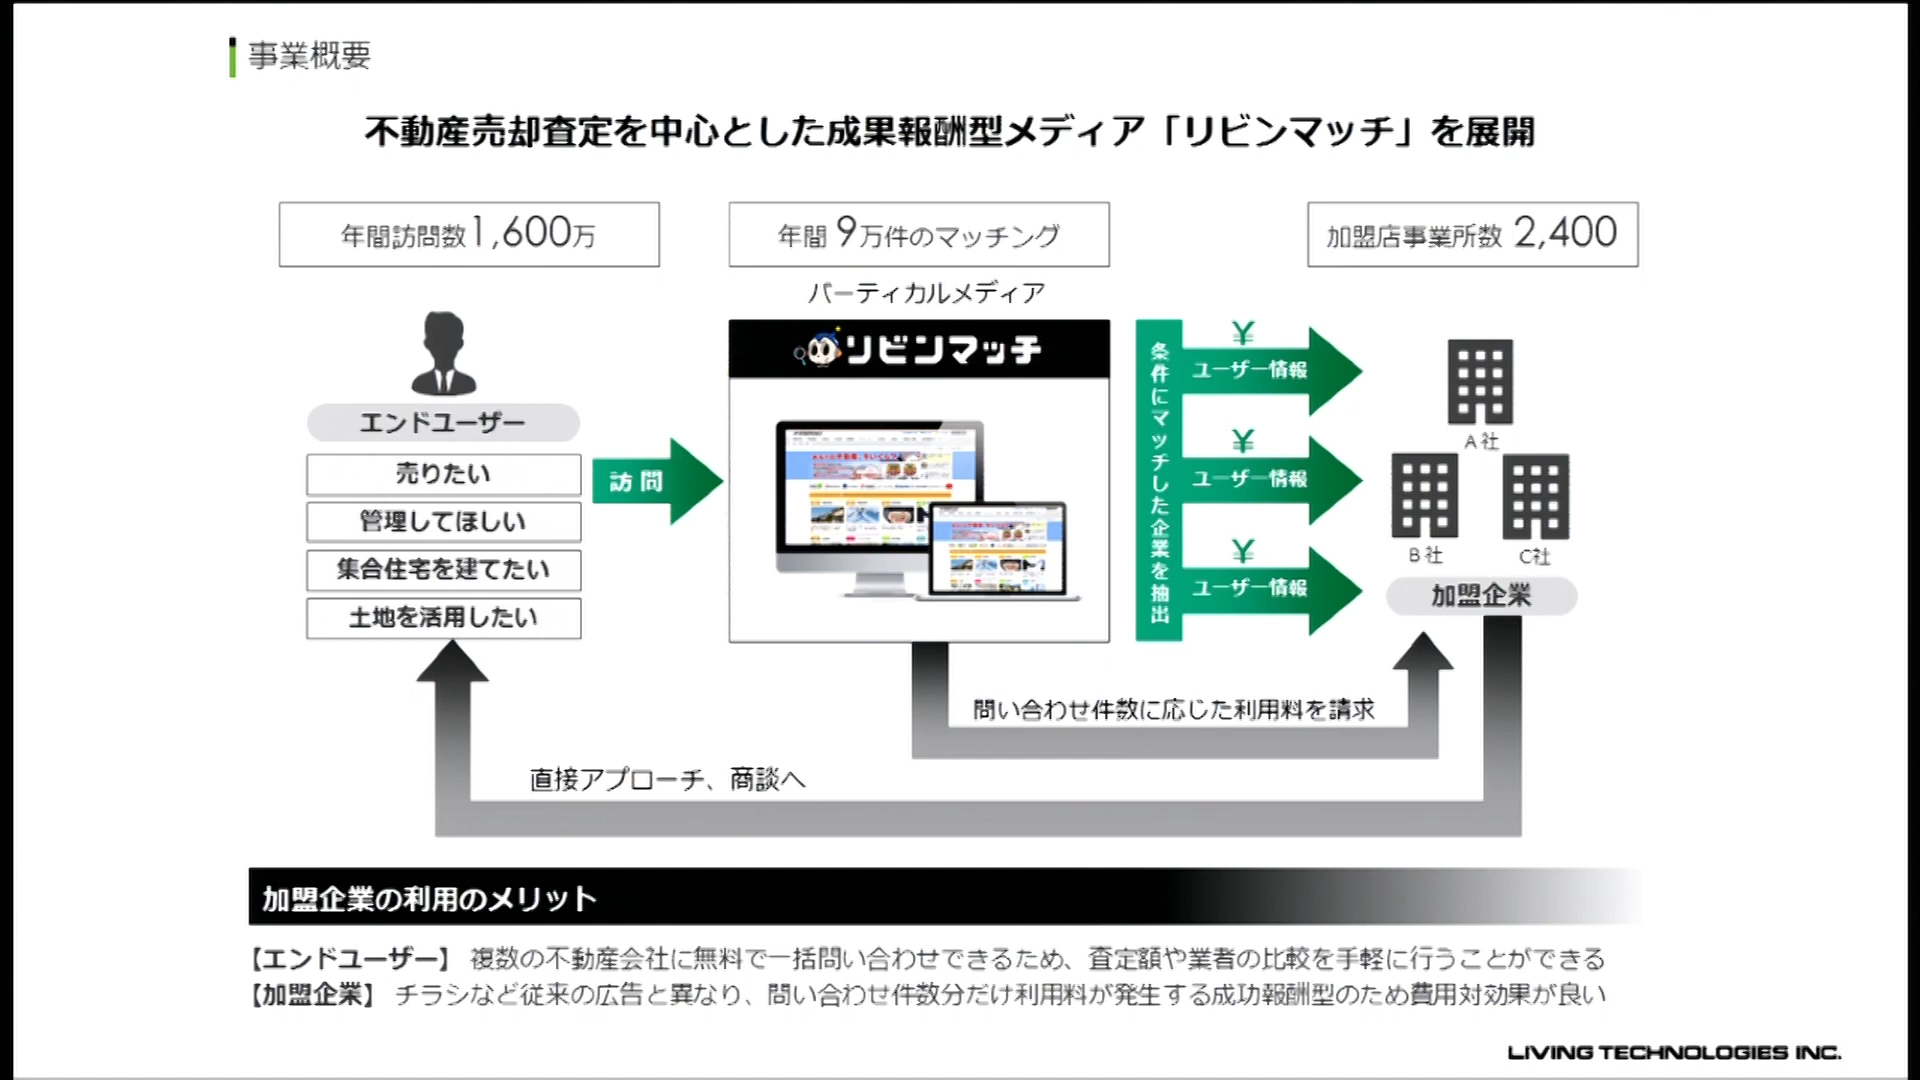 事業概要
不動産売却査定を中心とした成果報酬型メディア「リビンマッチ」を展開
年間訪問数1,600万
年間 9万件のマッチング
加盟店事業所数 2,400
バーティカルメディア
リビンマッチ
エンドユーザー
売りたい
管理してほしい
集合住宅を建てたい
土地を活用したい
訪問
条件にマッチした企業を抽出
¥
ユーザー情報
¥
ユーザー情報
¥
ユーザー情報
A社
B社
C社
加盟企業
問い合わせ件数に応じた利用料を請求
直接アプローチ、商談へ
加盟企業の利用のメリット
【エンドユーザー】 複数の不動産会社に無料で一括問い合わせできるため、査定額や業者の比較を手軽に行うことができる
【加盟企業】 チラシなど従来の広告と異なり、問い合わせ件数分だけ利用料が発生する成功報酬型のため費用対効果が良い
LIVING TECHNOLOGIES INC.